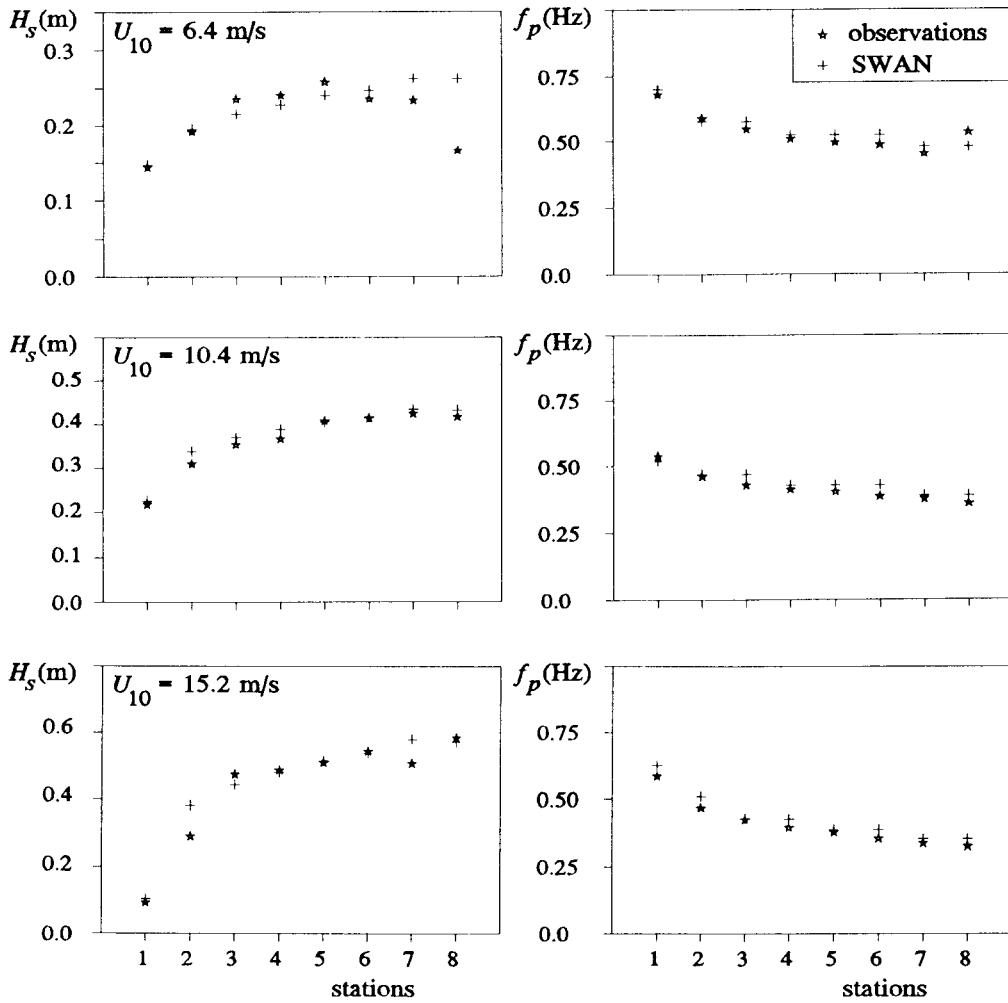 H_s(m)
U_10 = 6.4 m/s
0.3
0.2
0.1
0.0
f_p(Hz)
observations
SWAN
0.75
0.50
0.25
0.0
H_s(m)
U_10 = 10.4 m/s
0.5
0.4
0.3
0.2
0.1
0.0
f_p(Hz)
0.75
0.50
0.25
0.0
H_s(m)
U_10 = 15.2 m/s
0.6
0.4
0.2
0.0
1 2 3 4 5 6 7 8
stations
f_p(Hz)
0.75
0.50
0.25
0.0
1 2 3 4 5 6 7 8
stations